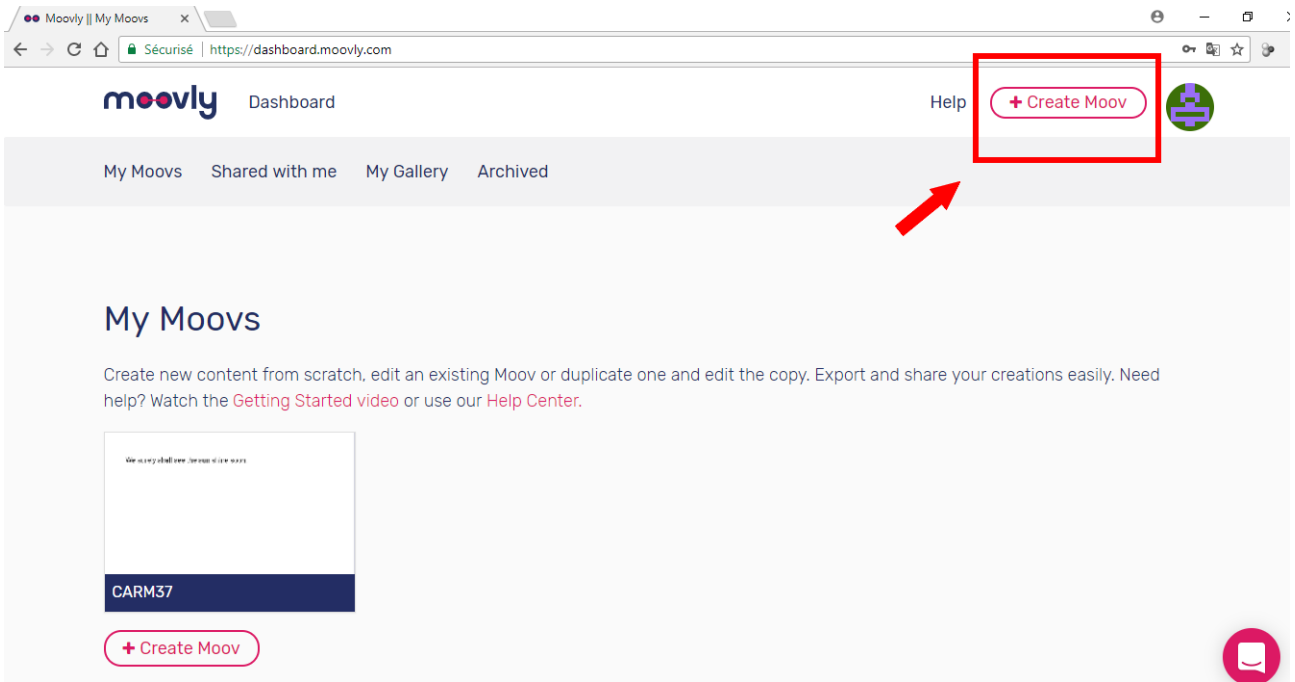 Moovly || My Moovs
Sécurisé | https://dashboard.moovly.com
moovly Dashboard Help + Create Moov
My Moovs Shared with me My Gallery Archived
My Moovs
Create new content from scratch, edit an existing Moov or duplicate one and edit the copy. Export and share your creations easily. Need
help? Watch the Getting Started video or use our Help Center.
CARM37
+ Create Moov